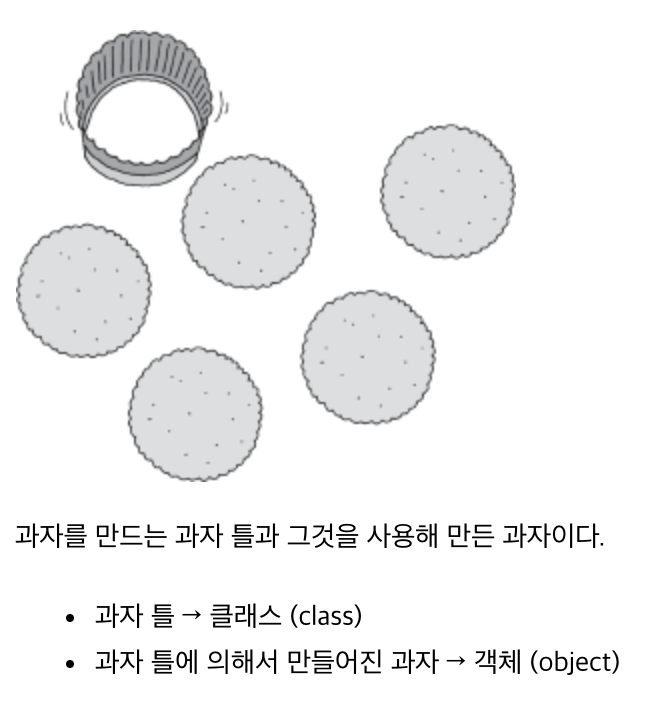 과자를 만드는 과자 틀과 그것을 사용해 만든 과자이다.
• 과자 틀 → 클래스 (class)
• 과자 틀에 의해서 만들어진 과자 → 객체 (object)